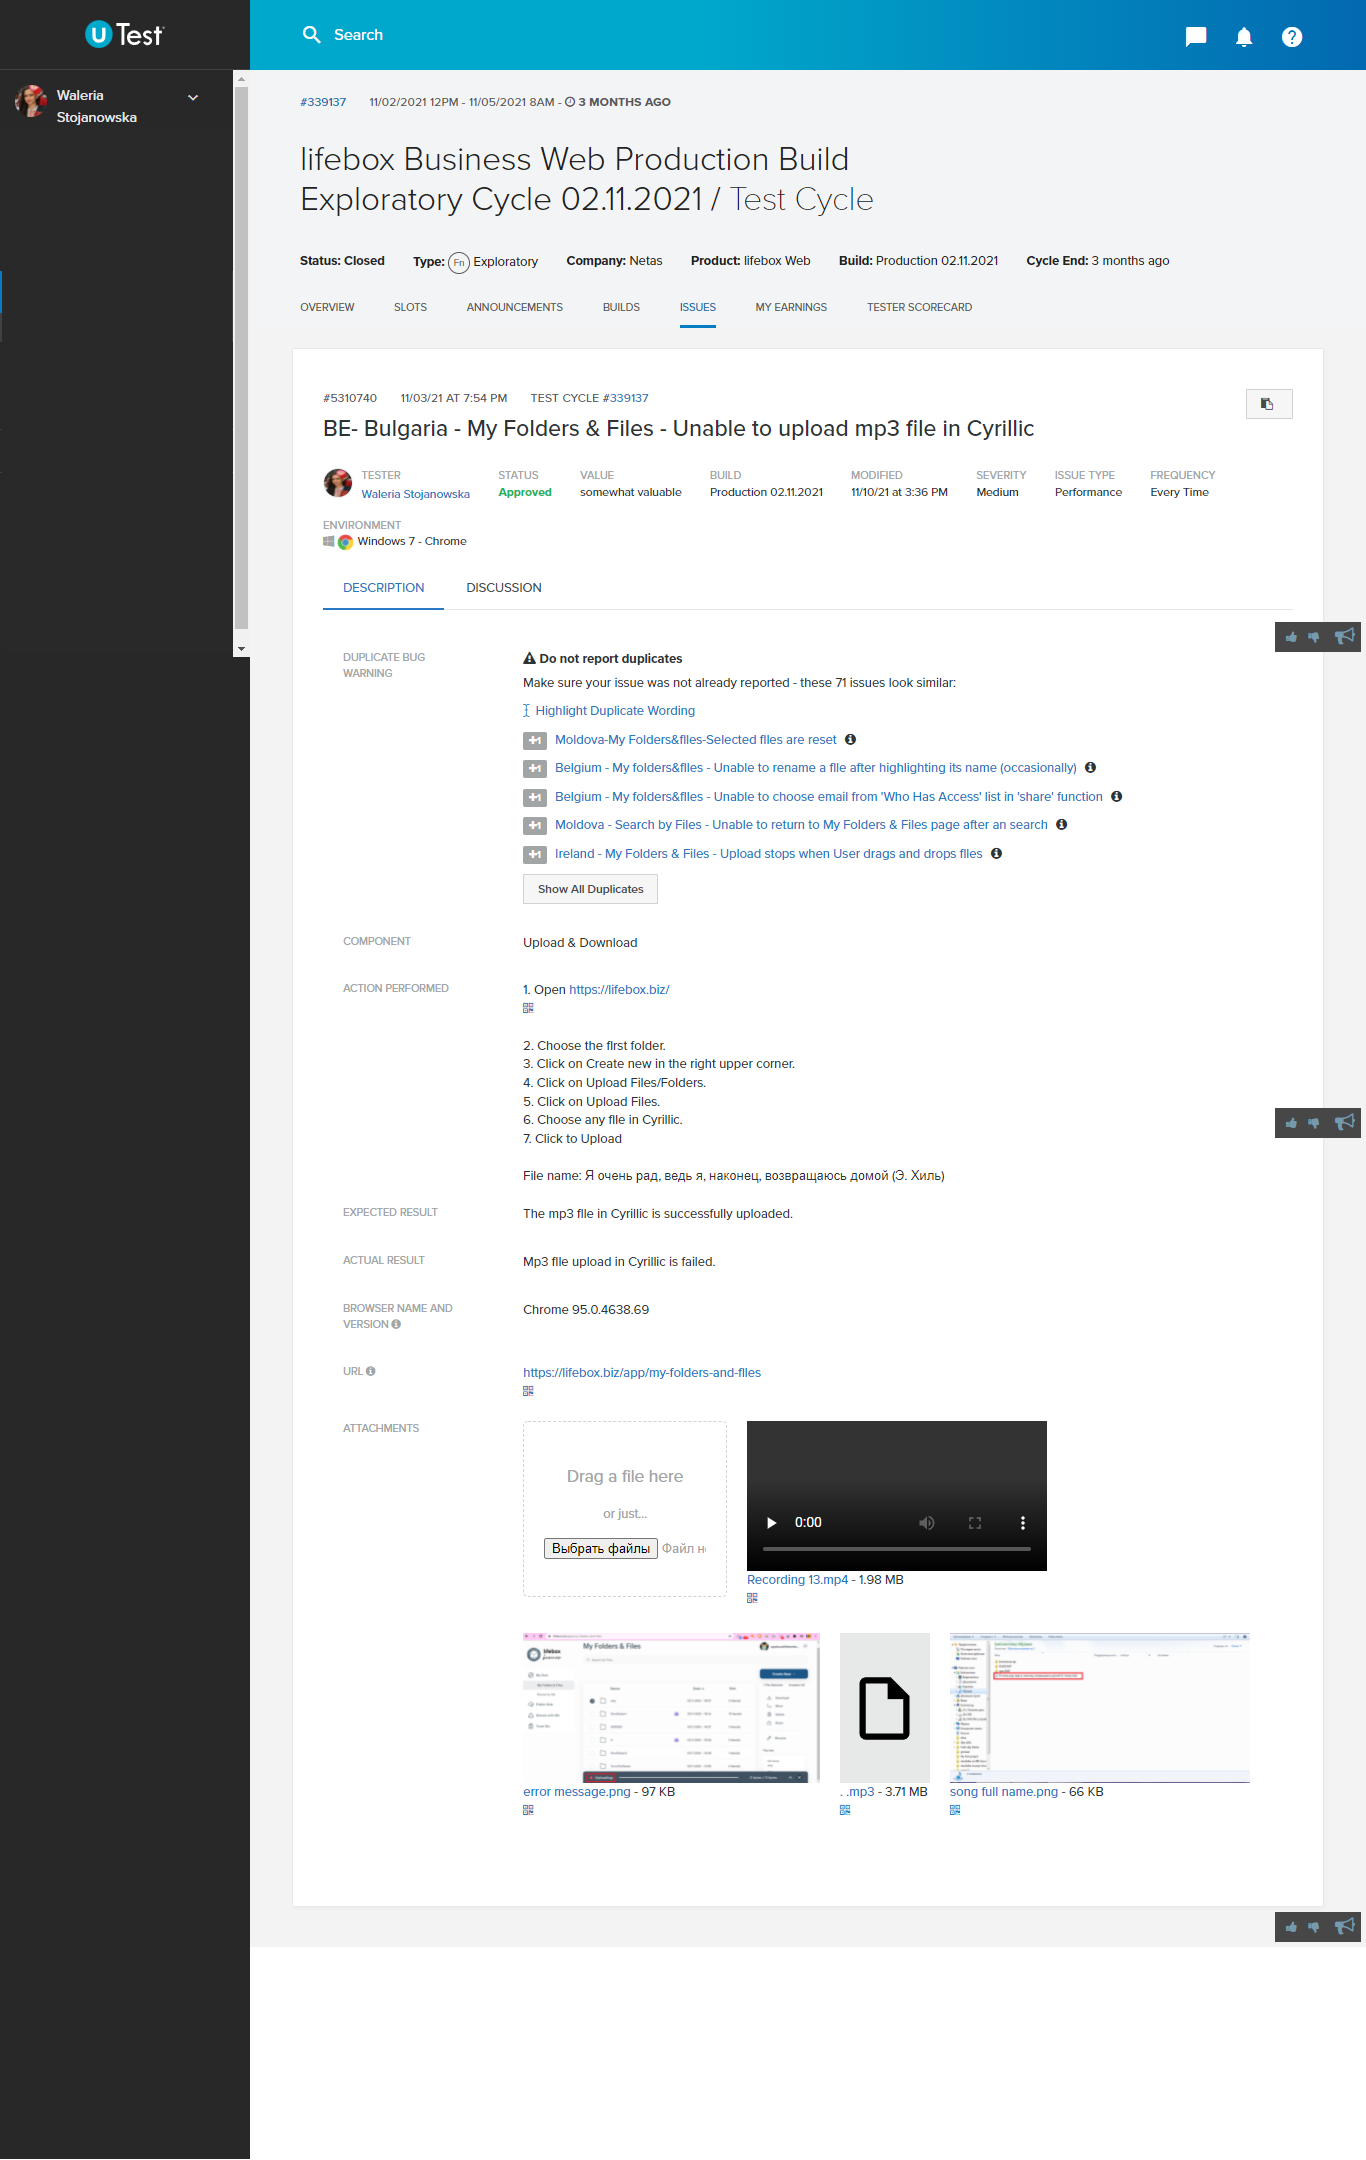 u Test
Search
Waleria
Stojanowska
#339137 11/02/2021 12PM - 11/05/2021 8AM - 3 MONTHS AGO
lifebox Business Web Production Build
Exploratory Cycle 02.11.2021 / Test Cycle
Status: Closed Type: Fn Exploratory Company: Netas Product: lifebox Web Build: Production 02.11.2021 Cycle End: 3 months ago
OVERVIEW SLOTS ANNOUNCEMENTS BUILDS ISSUES MY EARNINGS TESTER SCORECARD
#5310740 11/03/21 AT 7:54 PM TEST CYCLE #339137
BE- Bulgaria - My Folders & Files - Unable to upload mp3 file in Cyrillic
TESTER STATUS VALUE BUILD MODIFIED SEVERITY ISSUE TYPE FREQUENCY
Waleria Stojanowska Approved somewhat valuable Production 02.11.2021 11/10/21 at 3:36 PM Medium Performance Every Time
ENVIRONMENT
Windows 7 - Chrome
DESCRIPTION DISCUSSION
DUPLICATE BUG
WARNING
Do not report duplicates
Make sure your issue was not already reported - these 71 issues look similar:
Highlight Duplicate Wording
+1 Moldova-My Folders&files-Selected files are reset
+1 Belgium - My folders&files - Unable to rename a file after highlighting its name (occasionally)
+1 Belgium - My folders&files - Unable to choose email from 'Who Has Access' list in 'share' function
+1 Moldova - Search by Files - Unable to return to My Folders & Files page after an search
+1 Ireland - My Folders & Files - Upload stops when User drags and drops files
Show All Duplicates
COMPONENT Upload & Download
ACTION PERFORMED 1. Open https://lifebox.biz/
2. Choose the first folder.
3. Click on Create new in the right upper corner.
4. Click on Upload Files/Folders.
5. Click on Upload Files.
6. Choose any file in Cyrillic.
7. Click to Upload
File name: Я очень рад, ведь я, наконец, возвращаюсь домой (Э. Хиль)
EXPECTED RESULT The mp3 file in Cyrillic is successfully uploaded.
ACTUAL RESULT Mp3 file upload in Cyrillic is failed.
BROWSER NAME AND
VERSION
Chrome 95.0.4638.69
URL https://lifebox.biz/app/my-folders-and-files
ATTACHMENTS
Drag a file here
or just...
Выбрать файлы Файл н
0:00
Recording 13.mp4 - 1.98 MB
lifebox
My Folders & Files
error message.png - 97 KB
. .mp3 - 3.71 MB
song full name.png - 66 KB